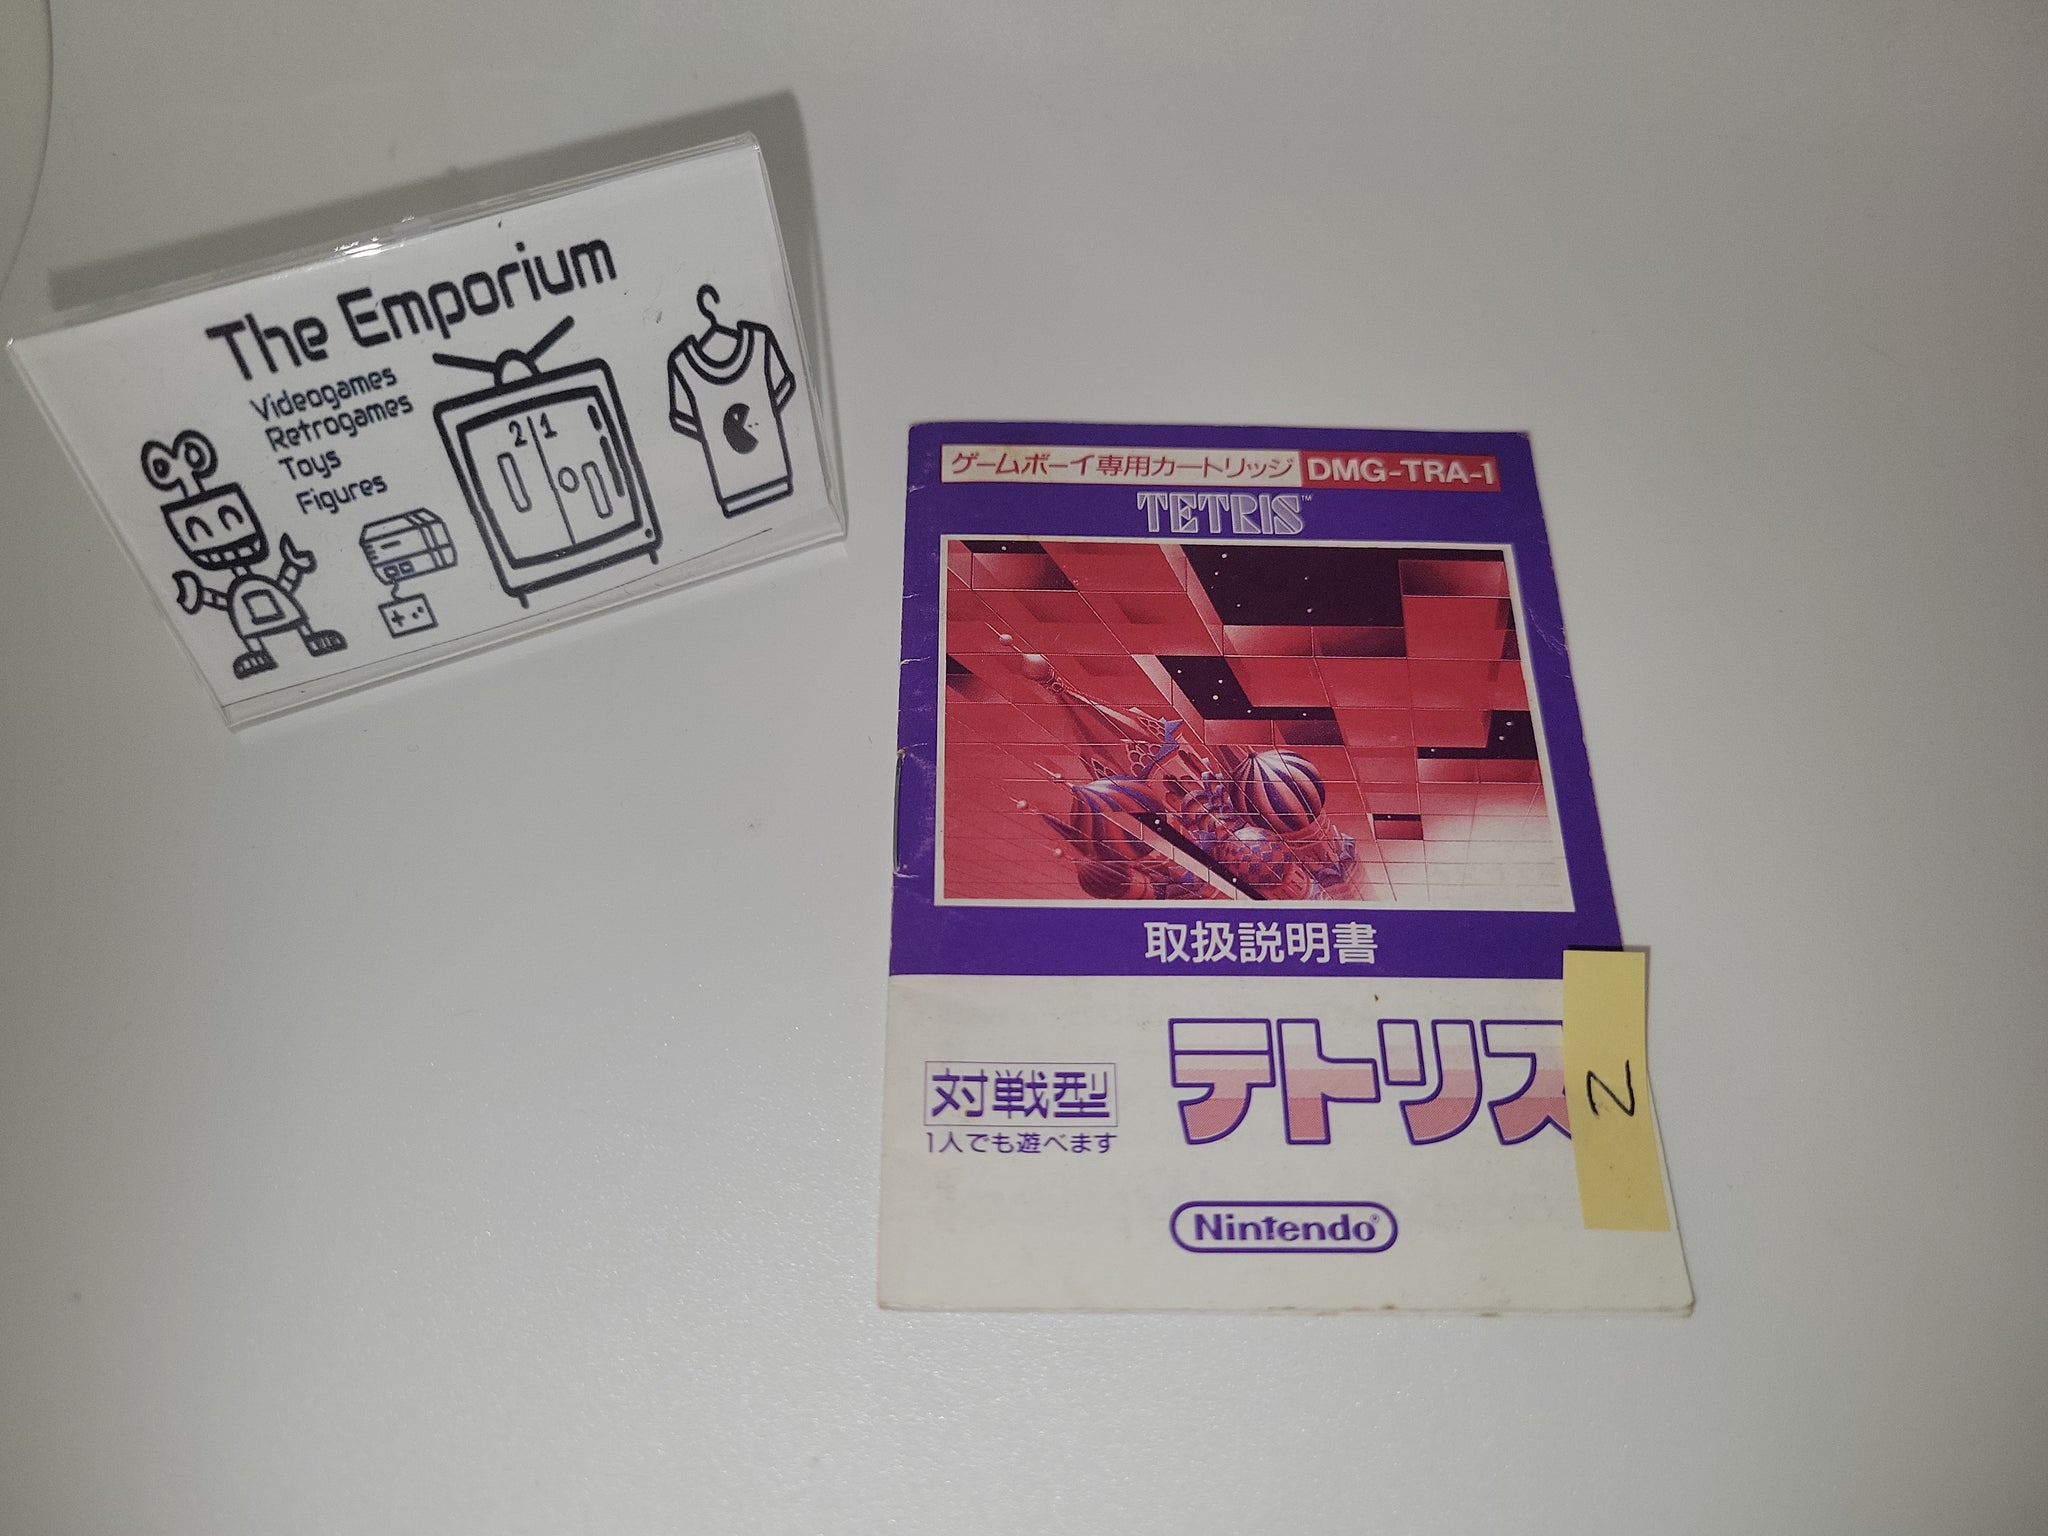 The Emporium
Videogames
Retrogames
Toys
Figures
2 1
ゲームボーイ専用カートリッジ DMG-TRA-1
TETRIS™
取扱説明書
対戦型
1人でも遊べます
テトリス
Nintendo®
2